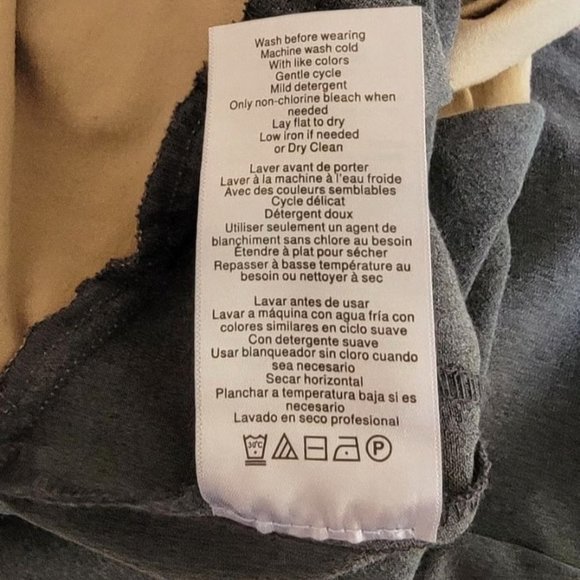 Wash before wearing
Machine wash cold
With like colors
Gentle cycle
Mild detergent
Only non-chlorine bleach when
needed
Lay flat to dry
Low iron if needed
or Dry Clean
Laver avant de porter
Laver à la machine à l'eau froide
Avec des couleurs semblables
Cycle délicat
Détergent doux
Utiliser seulement un agent de
blanchiment sans chlore au besoin
Étendre à plat pour sécher
Repasser à basse température au
besoin ou nettoyer à sec
Lavar antes de usar
Lavar a máquina con agua fría con
colores similares en ciclo suave
Con detergente suave
Usar blanqueador sin cloro cuando
sea necesario
Secar horizontal
Planchar a temperatura baja si es
necesario
Lavado en seco profesional
30°C P